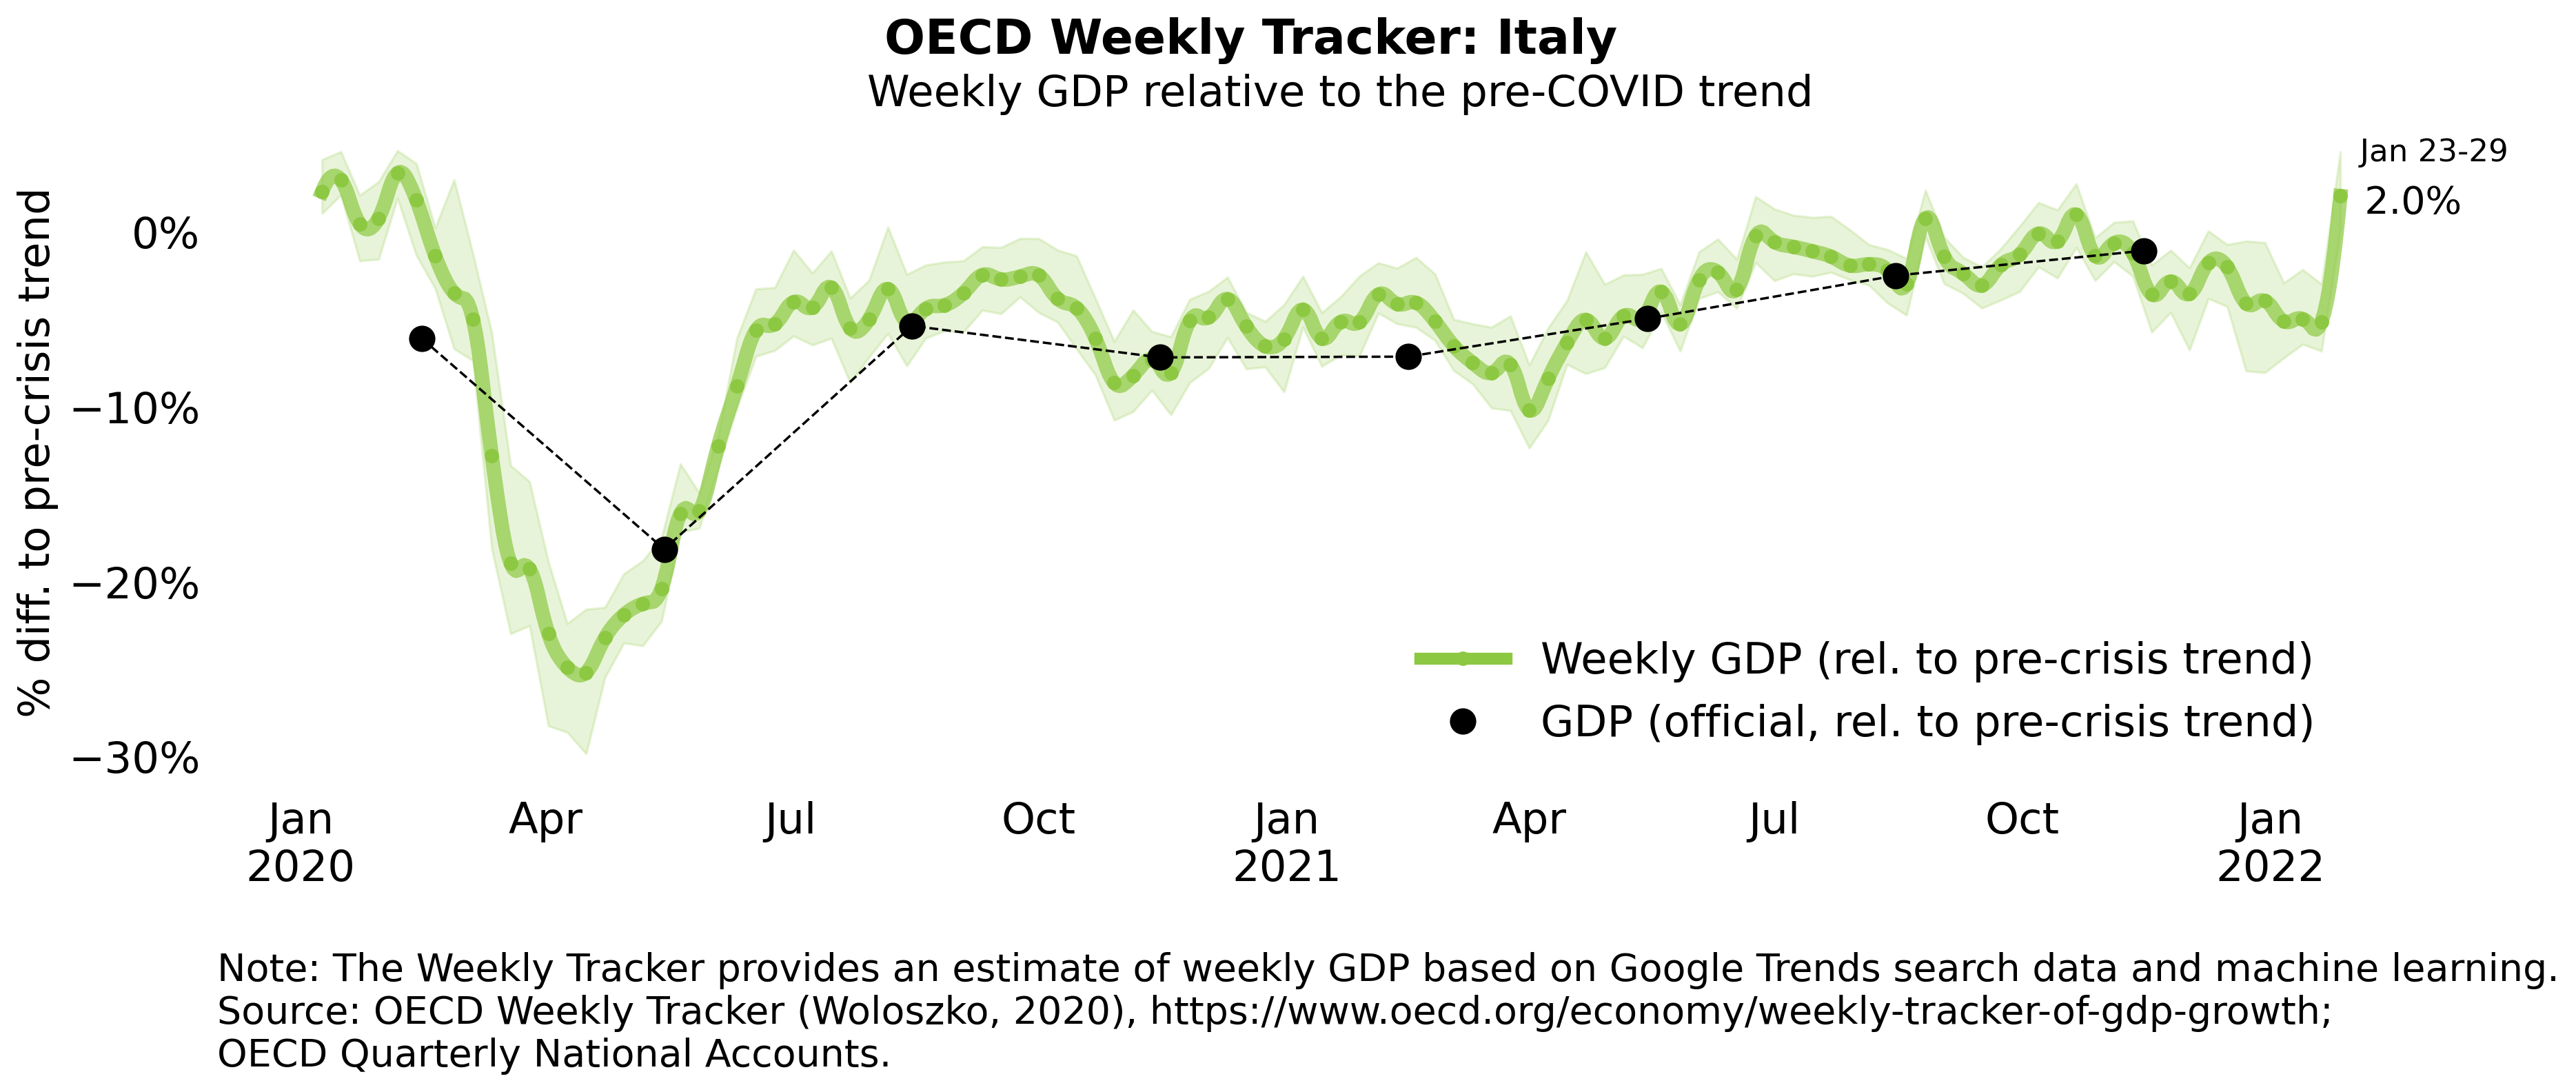 OECD Weekly Tracker: Italy
Weekly GDP relative to the pre-COVID trend
% diff. to pre-crisis trend
0%
−10%
−20%
−30%
Jan 23-29
2.0%
Weekly GDP (rel. to pre-crisis trend)
GDP (official, rel. to pre-crisis trend)
Jan Apr Jul Oct Jan Apr Jul Oct Jan
2020 2021 2022
Note: The Weekly Tracker provides an estimate of weekly GDP based on Google Trends search data and machine learning.
Source: OECD Weekly Tracker (Woloszko, 2020), https://www.oecd.org/economy/weekly-tracker-of-gdp-growth;
OECD Quarterly National Accounts.